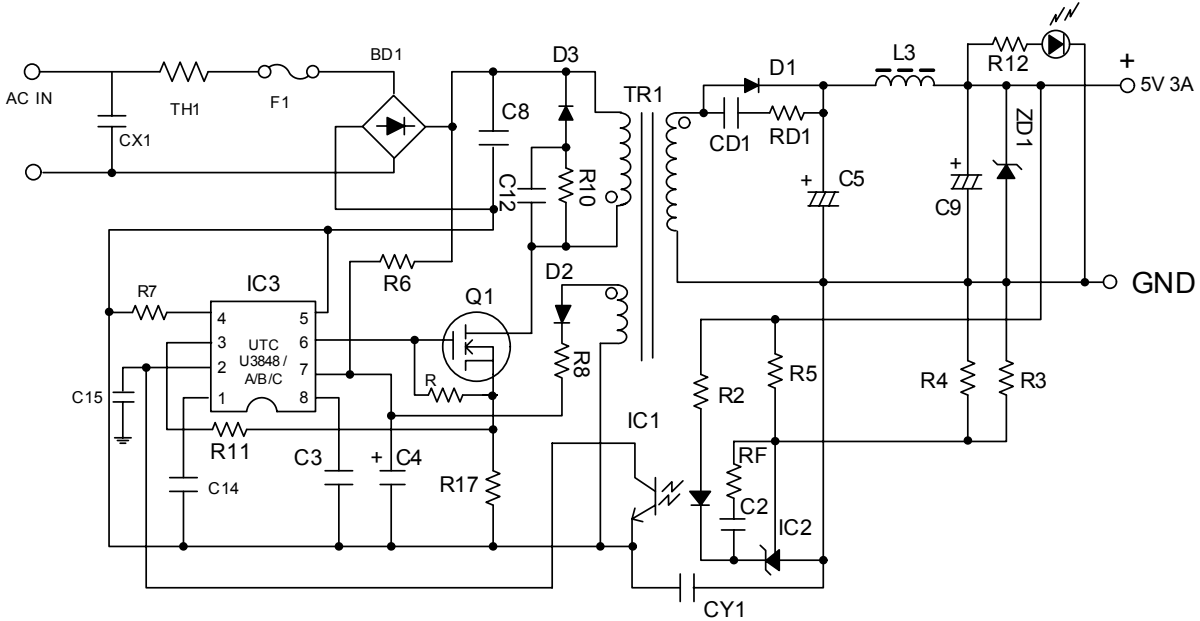 AC IN
CX1
TH1
F1
BD1
C8
D3
C12
R10
TR1
D1
CD1
RD1
+
C5
L3
R12
+
5V 3A
+
C9
ZD1
GND
R6
D2
R8
R7
IC3
4
3
2
1
5
6
7
8
UTC
U3848 /
A/B/C
Q1
R
C15
R11
C14
C3
+
C4
R17
IC1
R2
R5
RF
C2
IC2
R4
R3
CY1